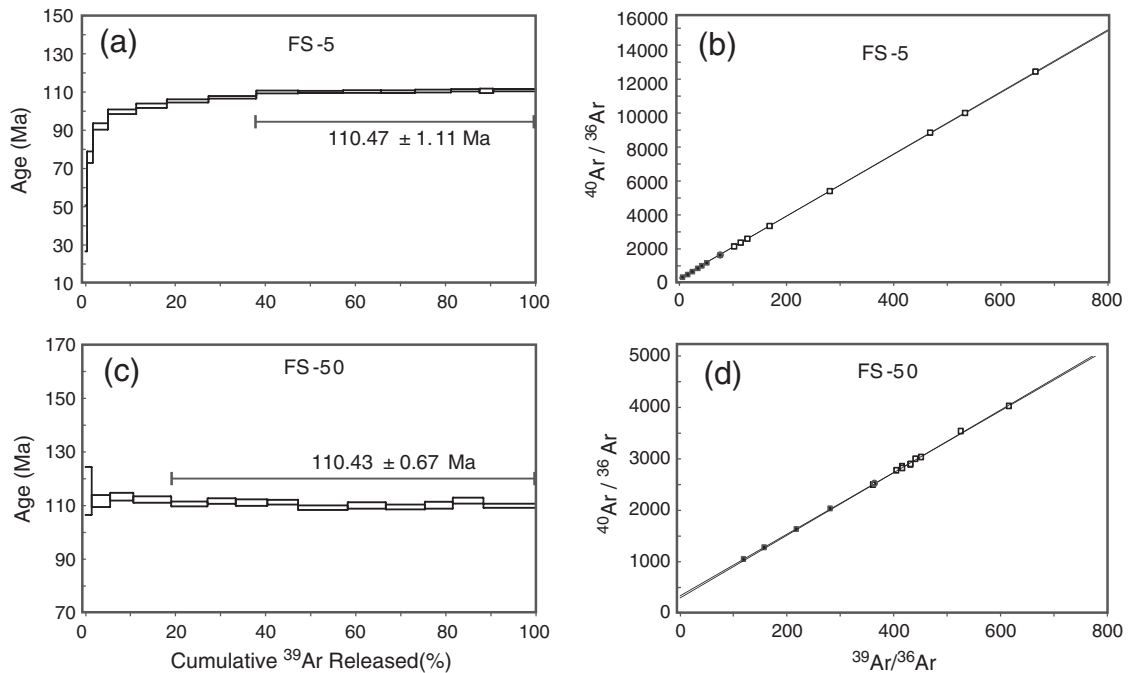 (a)
FS-5
Age (Ma)
150
130
110
90
70
50
30
10
110.47 ± 1.11 Ma
0 20 40 60 80 100
(b)
FS-5
40Ar / 36Ar
16000
14000
12000
10000
8000
6000
4000
2000
0
0 200 400 600 800
(c)
FS-50
Age (Ma)
170
150
130
110
90
70
110.43 ± 0.67 Ma
0 20 40 60 80 100
Cumulative 39Ar Released(%)
(d)
FS-50
40Ar / 36 Ar
5000
4000
3000
2000
1000
0
0 200 400 600 800
39Ar/36Ar